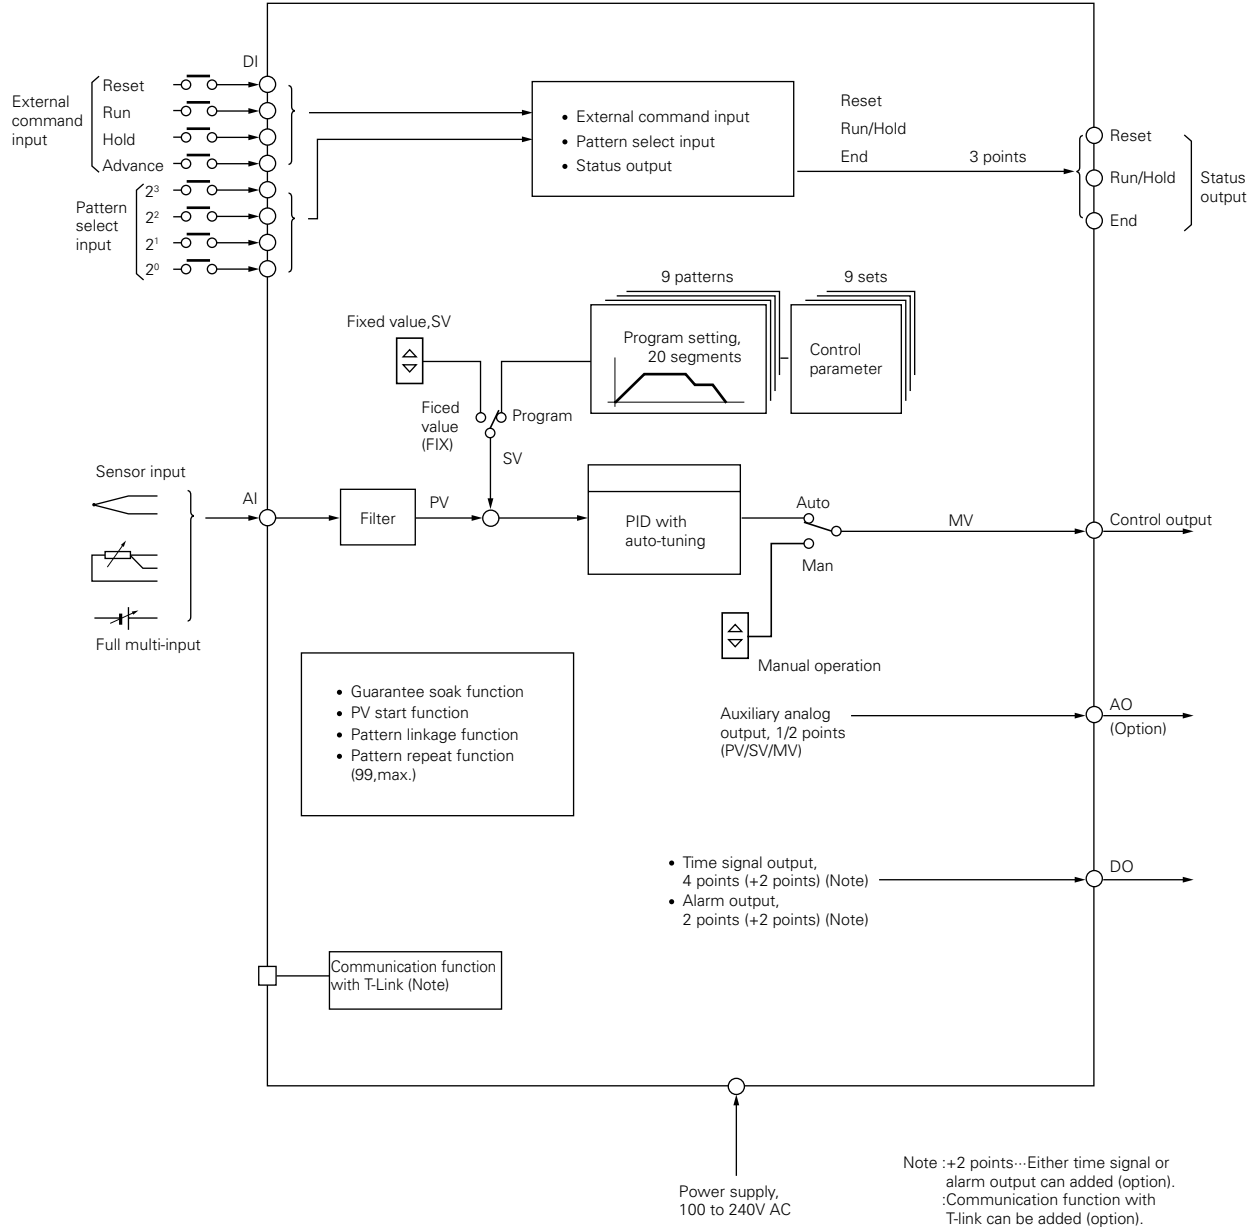 DI
External
command
input
Reset
Run
Hold
Advance
Pattern
select
input
2³
2²
2¹
2⁰
• External command input
• Pattern select input
• Status output
Reset
Run/Hold
End
3 points
Reset
Run/Hold
End
Status
output
9 patterns
9 sets
Fixed value,SV
Program setting,
20 segments
Control
parameter
Ficed
value
(FIX)
Program
SV
Sensor input
AI
Filter
PV
PID with
auto-tuning
Auto
Man
MV
Control output
Full multi-input
Manual operation
• Guarantee soak function
• PV start function
• Pattern linkage function
• Pattern repeat function
(99,max.)
Auxiliary analog
output, 1/2 points
(PV/SV/MV)
AO
(Option)
• Time signal output,
4 points (+2 points) (Note)
• Alarm output,
2 points (+2 points) (Note)
DO
Communication function
with T-Link (Note)
Power supply,
100 to 240V AC
Note :+2 points···Either time signal or
alarm output can added (option).
:Communication function with
T-link can be added (option).